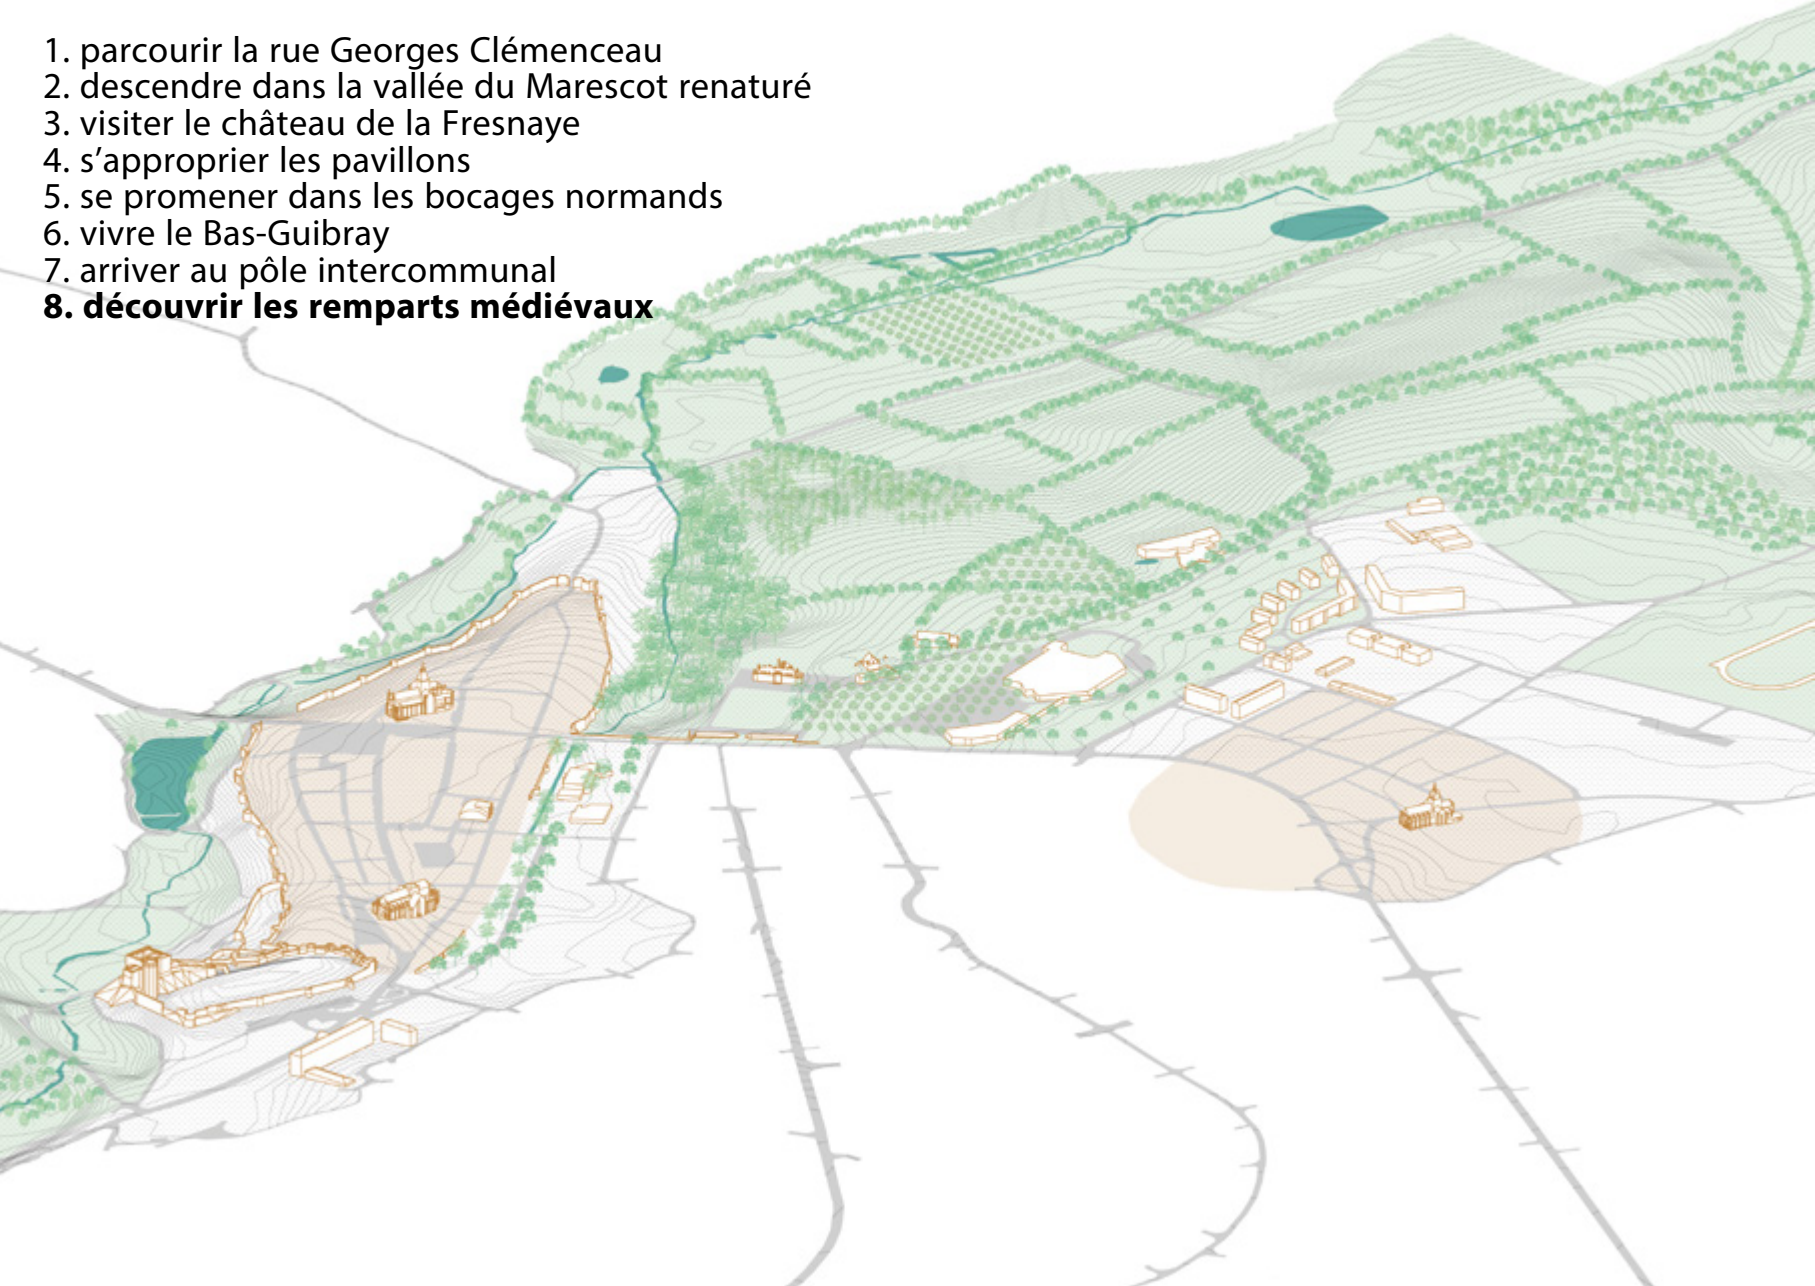 1. parcourir la rue Georges Clémenceau
2. descendre dans la vallée du Marescot renaturé
3. visiter le château de la Fresnaye
4. s’approprier les pavillons
5. se promener dans les bocages normands
6. vivre le Bas-Guibray
7. arriver au pôle intercommunal
8. découvrir les remparts médiévaux